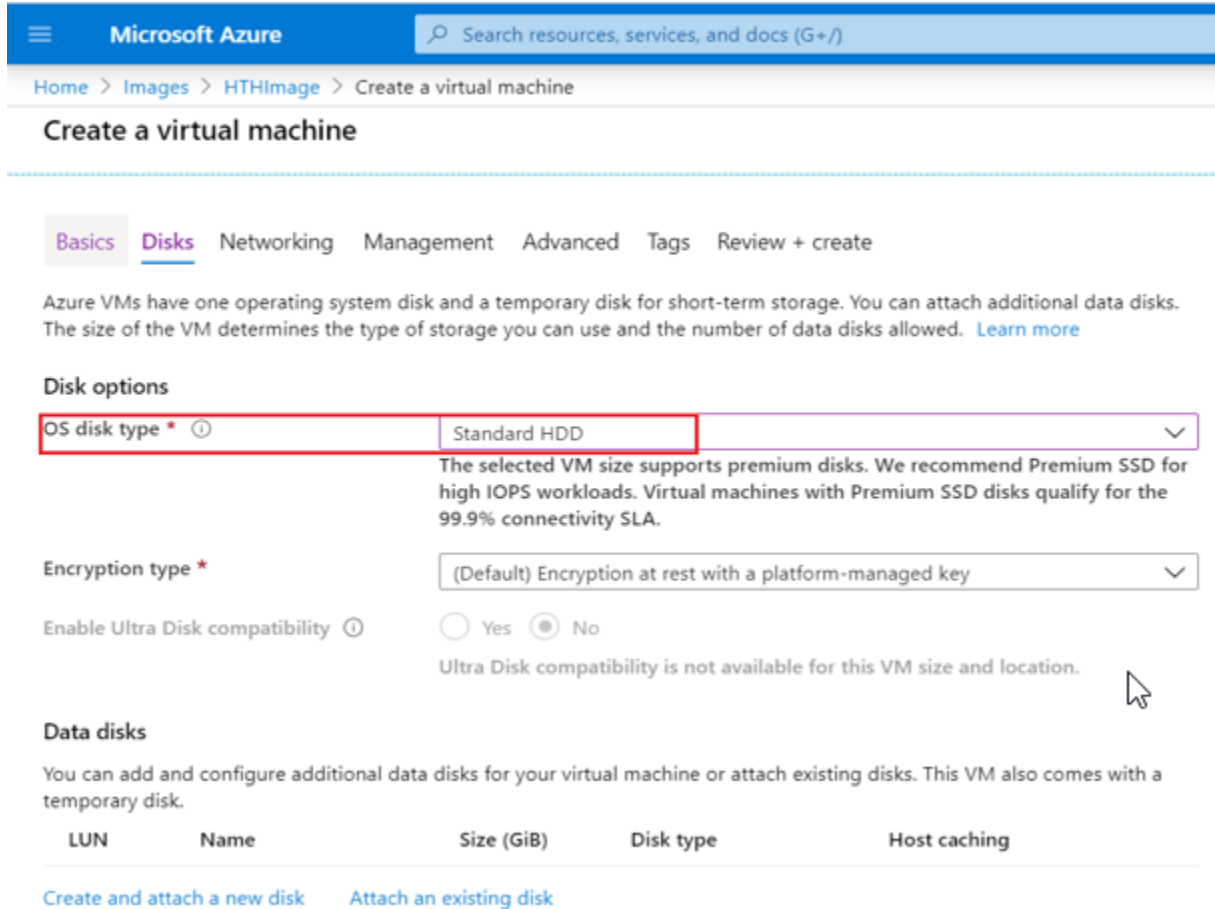 Microsoft Azure
Search resources, services, and docs (G+/)
Home > Images > HTHImage > Create a virtual machine
Create a virtual machine
Basics Disks Networking Management Advanced Tags Review + create
Azure VMs have one operating system disk and a temporary disk for short-term storage. You can attach additional data disks.
The size of the VM determines the type of storage you can use and the number of data disks allowed. Learn more
Disk options
OS disk type *
Standard HDD
The selected VM size supports premium disks. We recommend Premium SSD for
high IOPS workloads. Virtual machines with Premium SSD disks qualify for the
99.9% connectivity SLA.
Encryption type *
(Default) Encryption at rest with a platform-managed key
Enable Ultra Disk compatibility
Yes No
Ultra Disk compatibility is not available for this VM size and location.
Data disks
You can add and configure additional data disks for your virtual machine or attach existing disks. This VM also comes with a
temporary disk.
LUN Name Size (GiB) Disk type Host caching
Create and attach a new disk Attach an existing disk